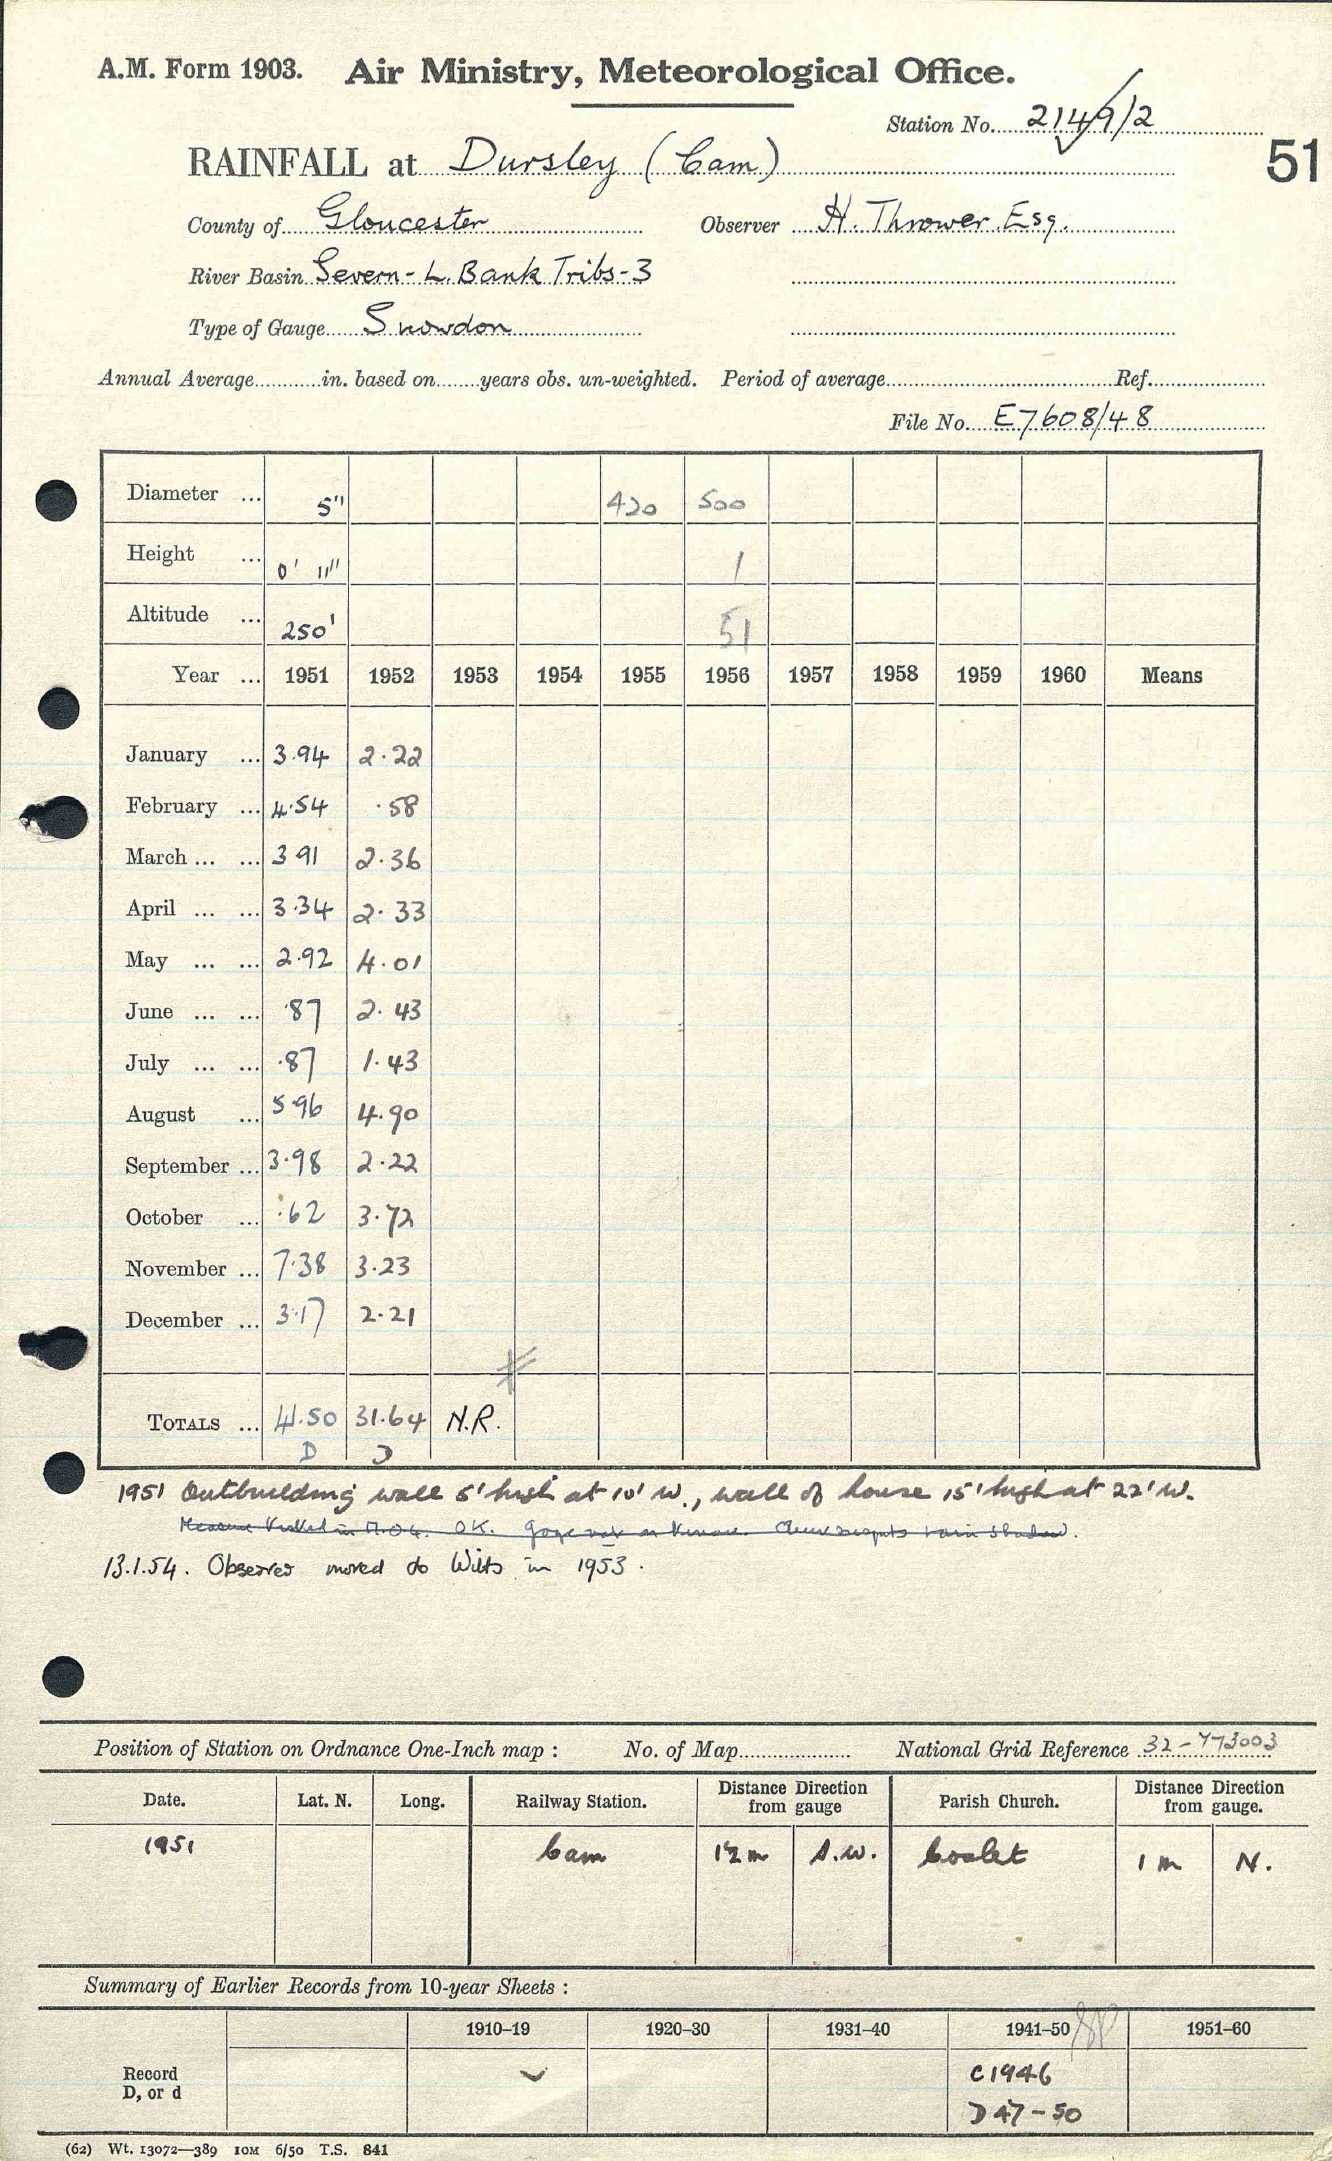 A.M. Form 1903. Air Ministry, Meteorological Office.
Station No. 2149/2
RAINFALL at Dursley (Cam)
51
County of Gloucester Observer H. Thrower Esq.
River Basin Severn - L. Bank Tribs - 3
Type of Gauge Snowdon
Annual Average in. based on years obs. un-weighted. Period of average Ref.
File No. E7608/48
Diameter ... 5" 420 500
Height ... 0' 11" 1
Altitude ... 250' 51
Year ... 1951 1952 1953 1954 1955 1956 1957 1958 1959 1960 Means
January ... 3.94 2.22
February ... 4.54 .58
March ... ... 3 91 2.36
April ... ... 3.34 2.33
May ... ... 2.92 4.01
June ... ... .87 2.43
July ... ... .87 1.43
August ... 5 96 4.90
September ... 3.98 2.22
October ... .62 3.72
November ... 7.38 3.23
December ... 3.17 2.21
TOTALS ... 41.50 31.64 N.R.
D D
1951 Outbuilding wall 6' high at 10' W., wall of house 15' high at 22' W.
in M.O. OK. Gauge not on
13.1.54. Observer moved to Wilts in 1953.
Position of Station on Ordnance One-Inch map : No. of Map National Grid Reference 32-773003
Date. Lat. N. Long. Railway Station. Distance Direction from gauge Parish Church. Distance Direction from gauge.
1951 Cam 1½ m S.W. Coaley 1 m N.
Summary of Earlier Records from 10-year Sheets :
1910–19 1920–30 1931–40 1941–50 1951–60
Record D, or d C1946
D 47-50
(62) Wt. 13072—389 10M 6/50 T.S. 841